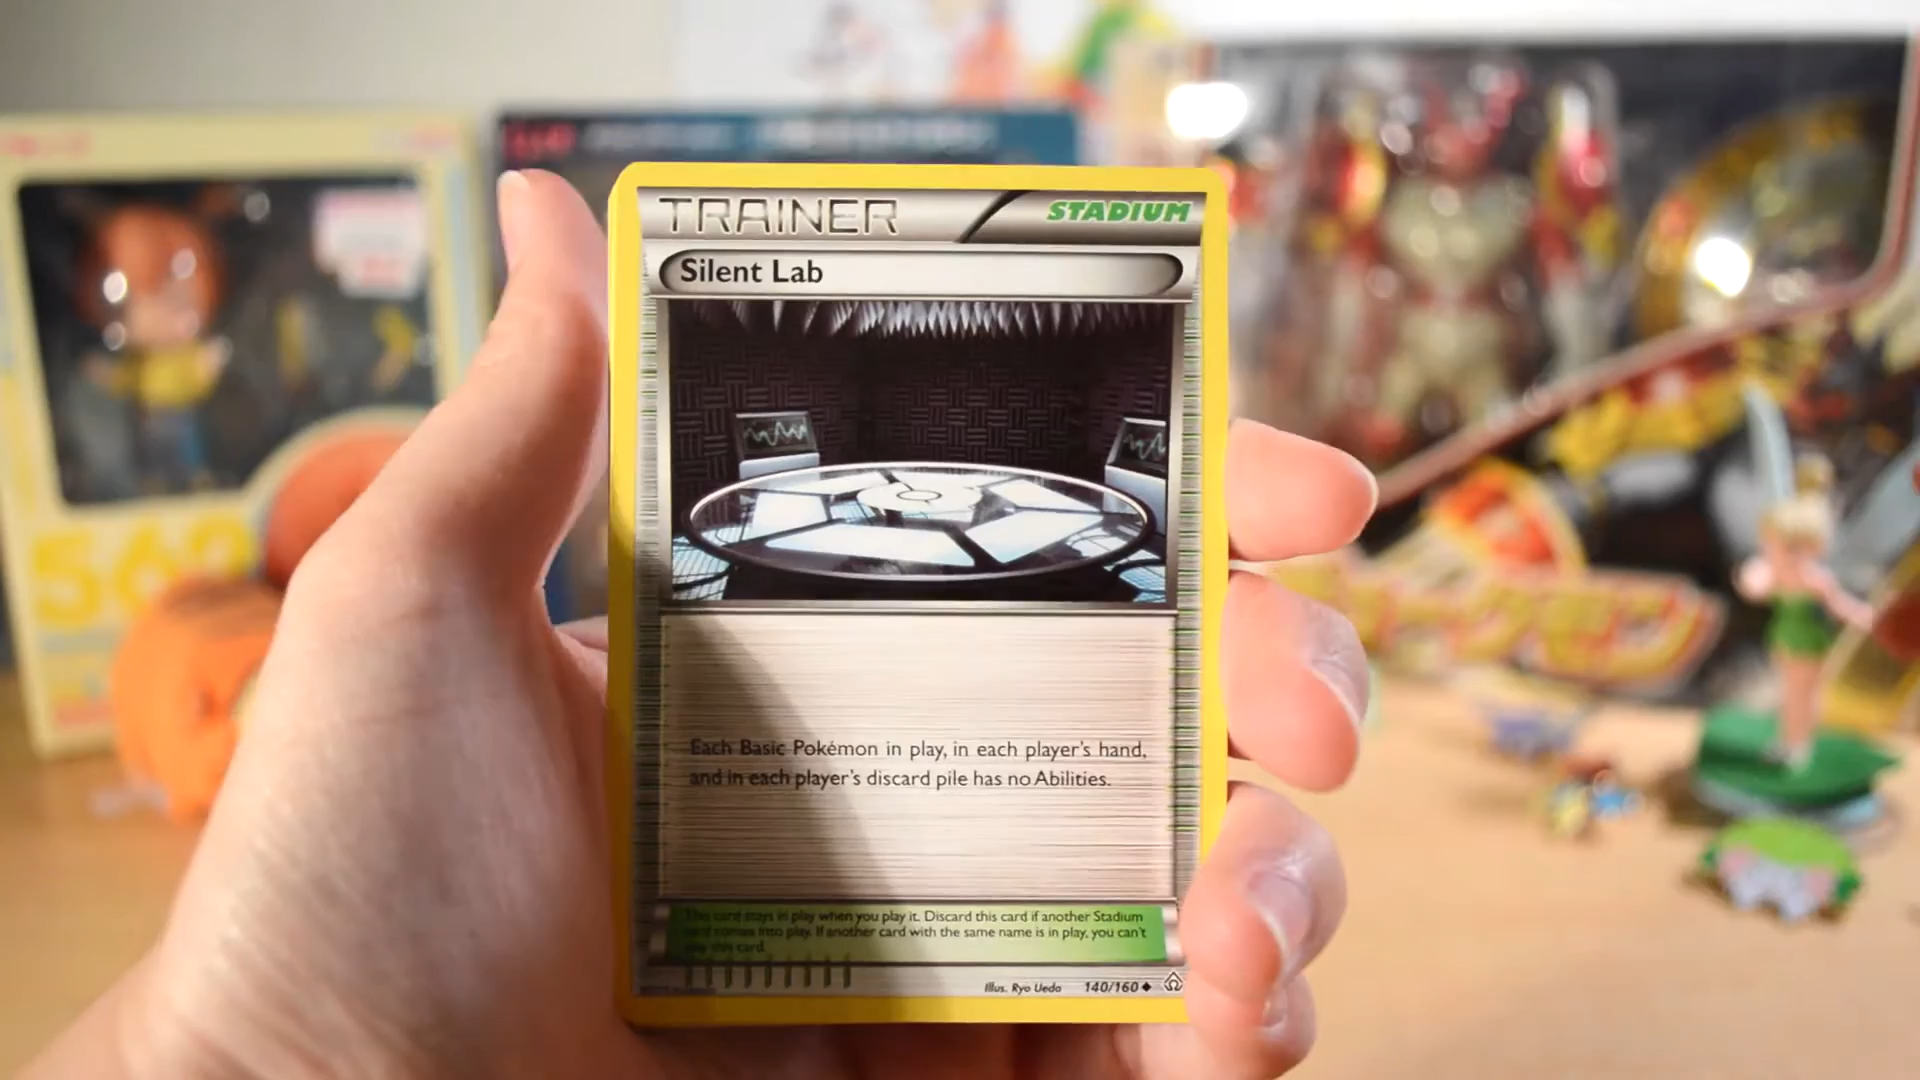 TRAINER
STADIUM
Silent Lab
Each Basic Pokémon in play, in each player's hand,
and in each player's discard pile has no Abilities.
This card stays in play when you play it. Discard this card if another Stadium
card comes into play. If another card with the same name is in play, you can't
play this card.
Illus. Ryo Uedo 140/160